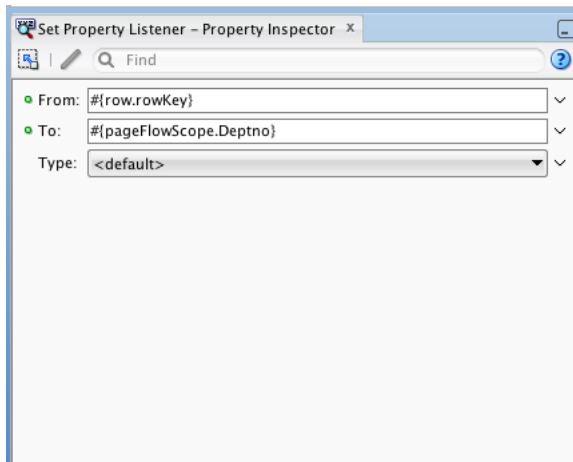 Set Property Listener – Property Inspector x
Find
From: #{row.rowKey}
To: #{pageFlowScope.Deptno}
Type: <default>